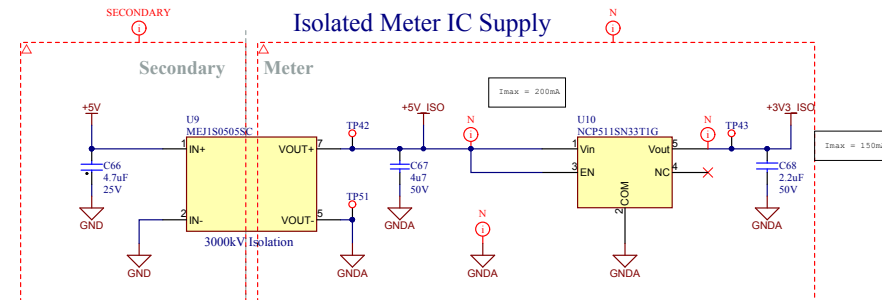 SECONDARY
i
Isolated Meter IC Supply
N
i
Secondary
Meter
Imax = 200mA
+5V
U9
MEJ1S0505SC
TP42
+5V_ISO
N
i
U10
NCP511SN33T1G
N
i
TP43
+3V3_ISO
Imax = 150mA
1
IN+
VOUT+
7
1
Vin
Vout
5
3
EN
NC
4
C66
4.7uF
25V
C67
4u7
50V
C68
2.2uF
50V
COM
2
TP51
2
IN-
VOUT-
5
N
i
3000kV Isolation
GND
GND
GNDA
GNDA
GNDA
GNDA
GNDA